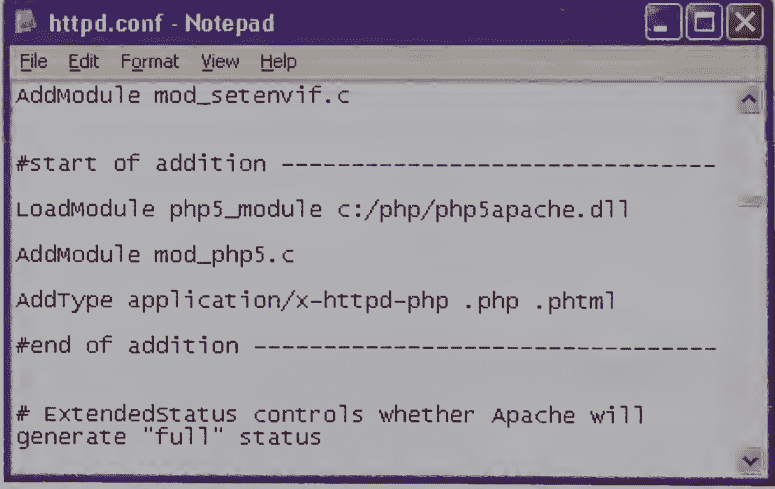 httpd.conf - Notepad
File Edit Format View Help
AddModule mod_setenvif.c
#start of addition -------------------------------
LoadModule php5_module c:/php/php5apache.dll
AddModule mod_php5.c
AddType application/x-httpd-php .php .phtml
#end of addition ---------------------------------
# ExtendedStatus controls whether Apache will
generate "full" status